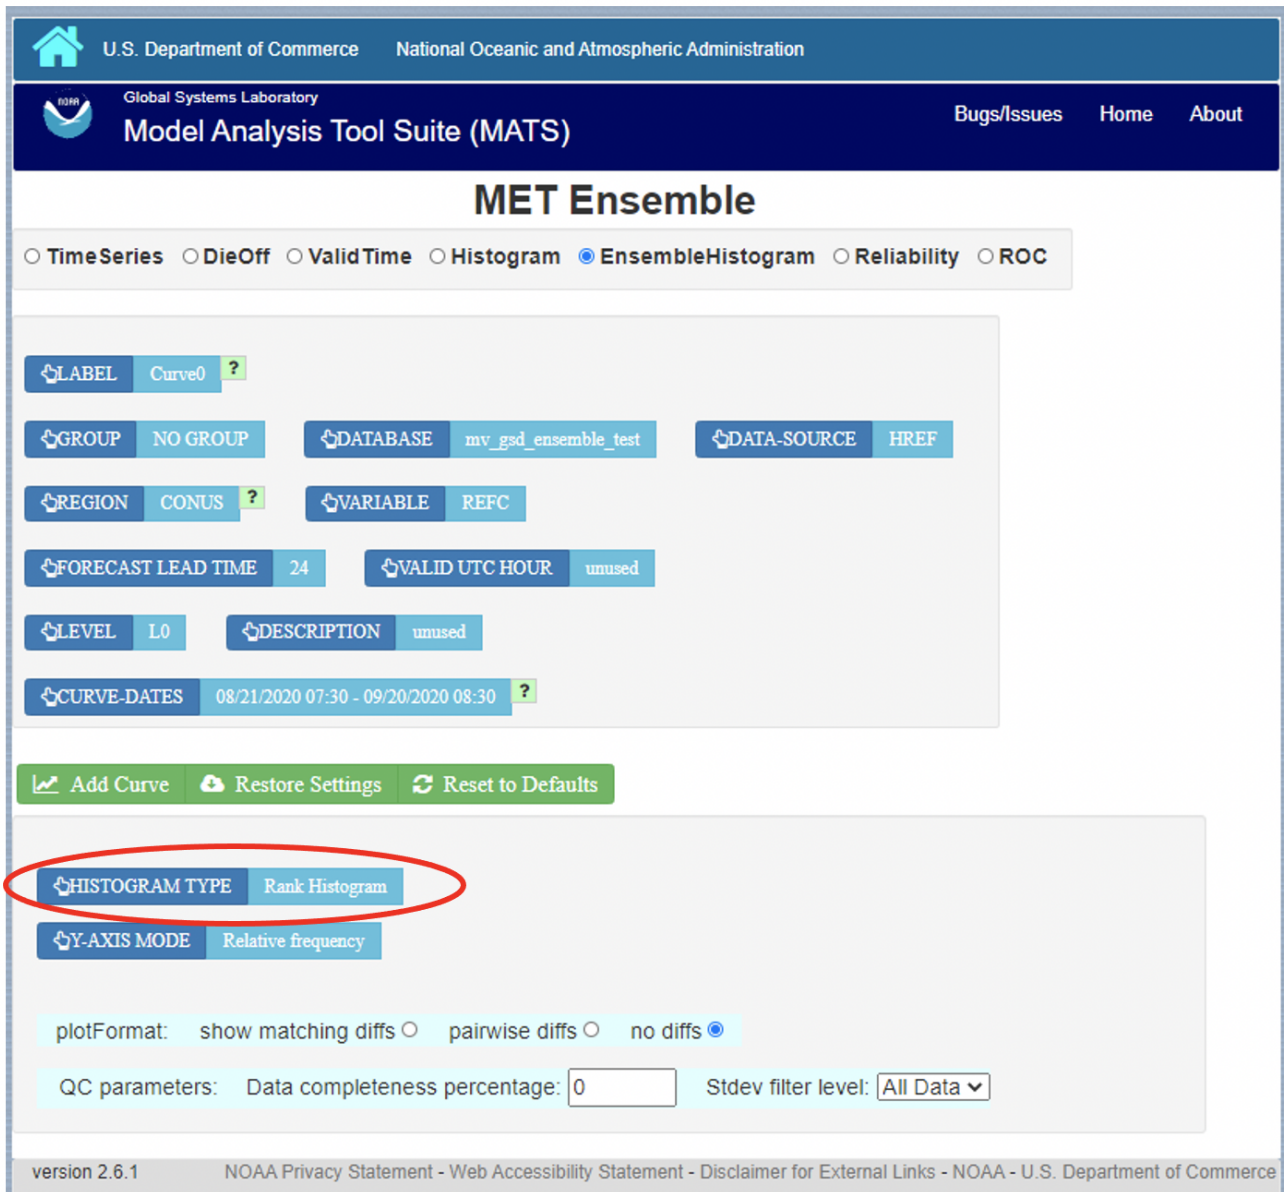 U.S. Department of Commerce National Oceanic and Atmospheric Administration
NOAA
Global Systems Laboratory
Model Analysis Tool Suite (MATS)
Bugs/Issues Home About
MET Ensemble
TimeSeries DieOff ValidTime Histogram EnsembleHistogram Reliability ROC
LABEL Curve0 ?
GROUP NO GROUP DATABASE mv_gsd_ensemble_test DATA-SOURCE HREF
REGION CONUS ? VARIABLE REFC
FORECAST LEAD TIME 24 VALID UTC HOUR unused
LEVEL L0 DESCRIPTION unused
CURVE-DATES 08/21/2020 07:30 - 09/20/2020 08:30 ?
Add Curve Restore Settings Reset to Defaults
HISTOGRAM TYPE Rank Histogram
Y-AXIS MODE Relative frequency
plotFormat: show matching diffs pairwise diffs no diffs
QC parameters: Data completeness percentage: 0 Stdev filter level: All Data
version 2.6.1 NOAA Privacy Statement - Web Accessibility Statement - Disclaimer for External Links - NOAA - U.S. Department of Commerce